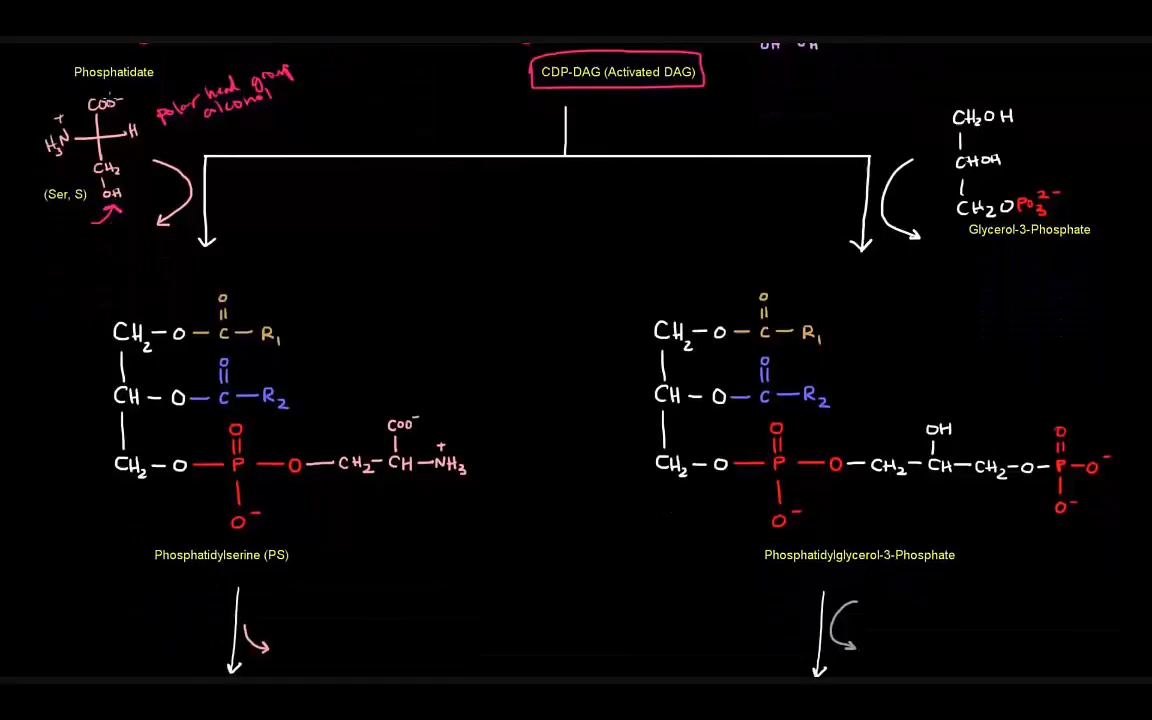 OH OH
Phosphatidate
CDP-DAG (Activated DAG)
polar head group
alcohol
COO⁻
H₃N⁺ H
CH₂
OH
(Ser, S)
CH₂OH
CHOH
CH₂OPO₃²⁻
Glycerol-3-Phosphate
O
CH₂-O-C-R₁
O
CH-O-C-R₂
O
CH₂-O-P-O-CH₂-CH-NH₃⁺
COO⁻
O⁻
Phosphatidylserine (PS)
O
CH₂-O-C-R₁
O
CH-O-C-R₂
O OH O
CH₂-O-P-O-CH₂-CH-CH₂-O-P-O⁻
O⁻ O⁻
Phosphatidylglycerol-3-Phosphate